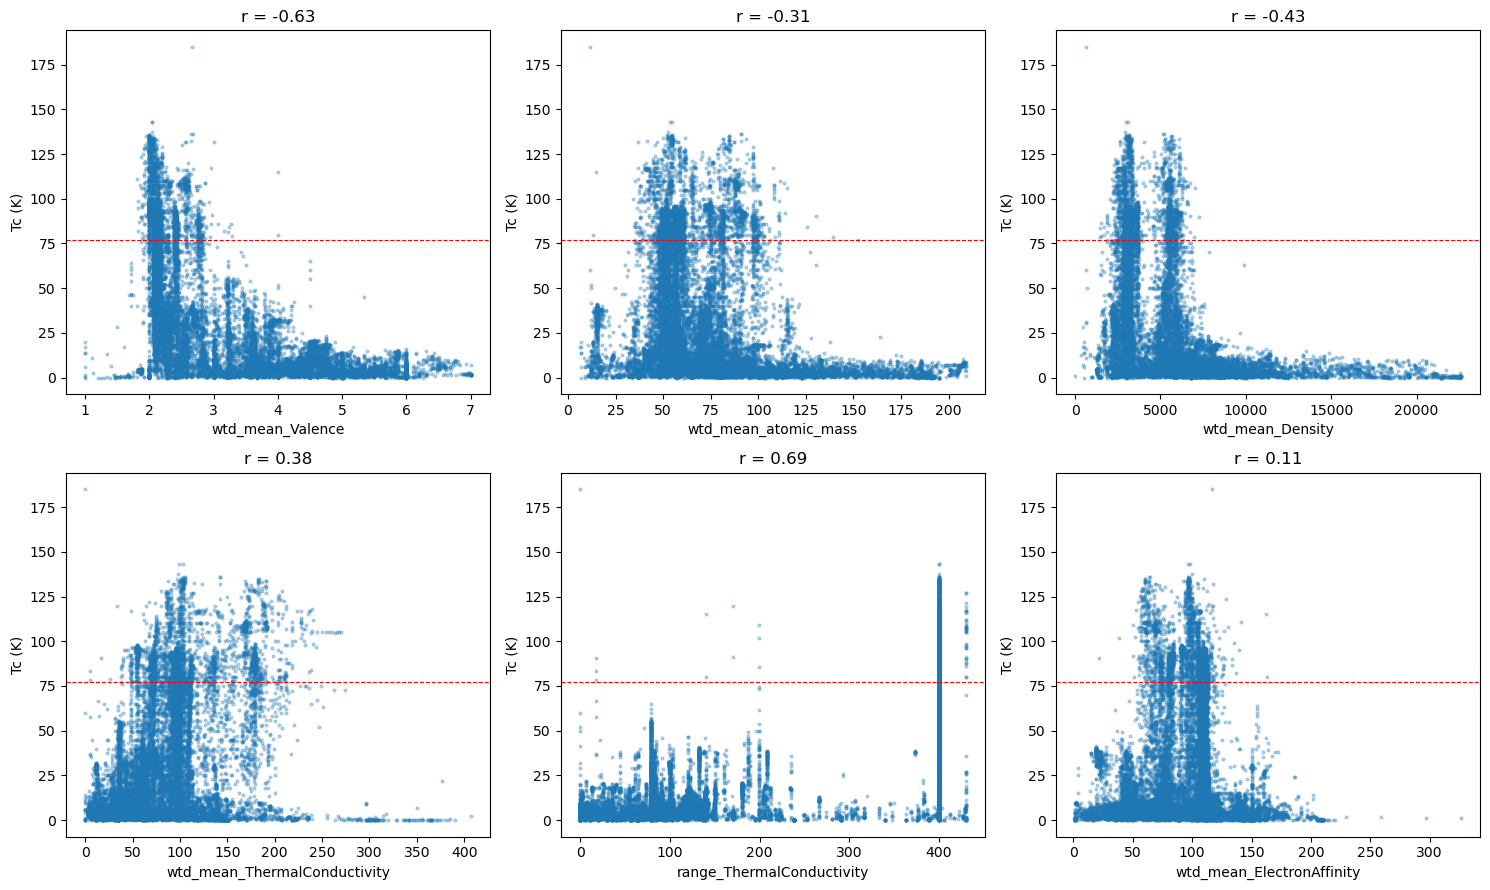 r = -0.63
175
150
125
100
75
50
25
0
Tc (K)
1 2 3 4 5 6 7
wtd_mean_Valence
r = -0.31
175
150
125
100
75
50
25
0
Tc (K)
0 25 50 75 100 125 150 175 200
wtd_mean_atomic_mass
r = -0.43
175
150
125
100
75
50
25
0
Tc (K)
0 5000 10000 15000 20000
wtd_mean_Density
r = 0.38
175
150
125
100
75
50
25
0
Tc (K)
0 50 100 150 200 250 300 350 400
wtd_mean_ThermalConductivity
r = 0.69
175
150
125
100
75
50
25
0
Tc (K)
0 100 200 300 400
range_ThermalConductivity
r = 0.11
175
150
125
100
75
50
25
0
Tc (K)
0 50 100 150 200 250 300
wtd_mean_ElectronAffinity